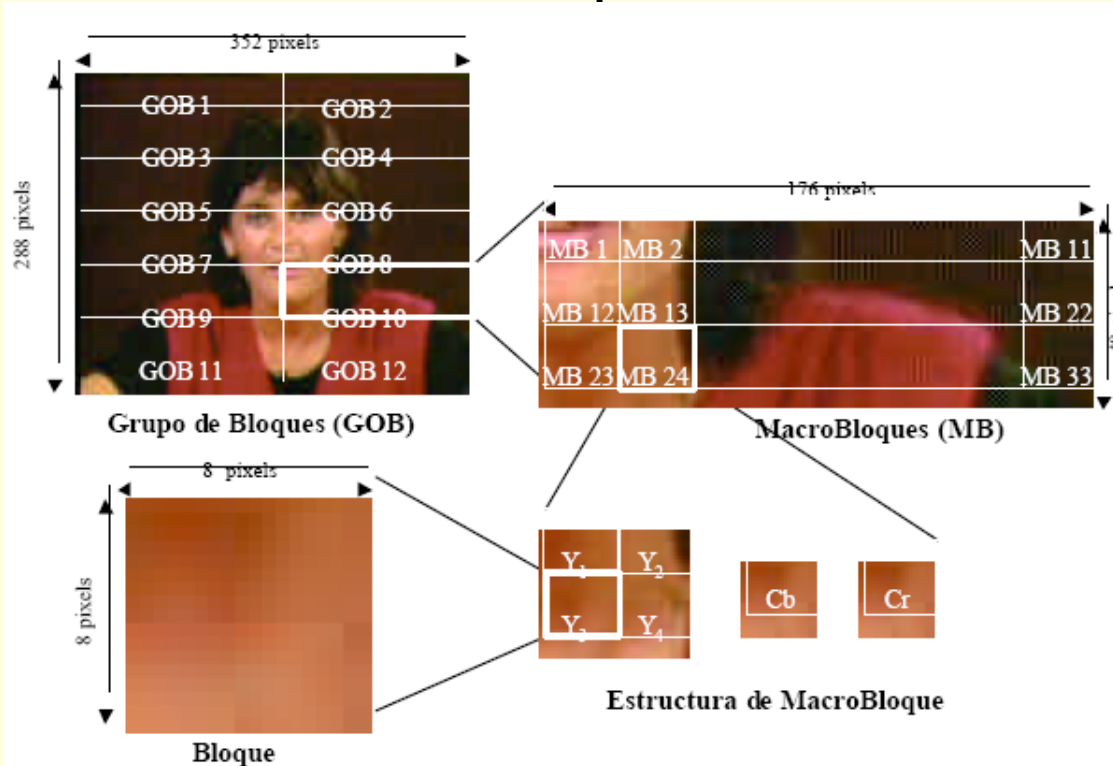 352 pixels
GOB 1 GOB 2
GOB 3 GOB 4
GOB 5 GOB 6
GOB 7 GOB 8
GOB 9 GOB 10
GOB 11 GOB 12
288 pixels
Grupo de Bloques (GOB)
176 pixels
MB 1 MB 2 MB 11
MB 12 MB 13 MB 22
MB 23 MB 24 MB 33
MacroBloques (MB)
8 pixels
8 pixels
Bloque
Y1 Y2
Y3 Y4
Cb
Cr
Estructura de MacroBloque